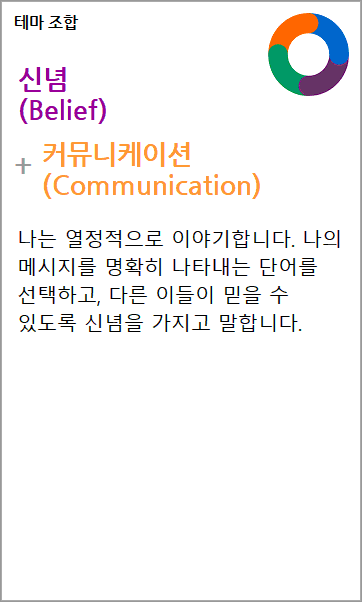 테마 조합
신념
(Belief)
+ 커뮤니케이션
(Communication)
나는 열정적으로 이야기합니다. 나의
메시지를 명확히 나타내는 단어를
선택하고, 다른 이들이 믿을 수
있도록 신념을 가지고 말합니다.